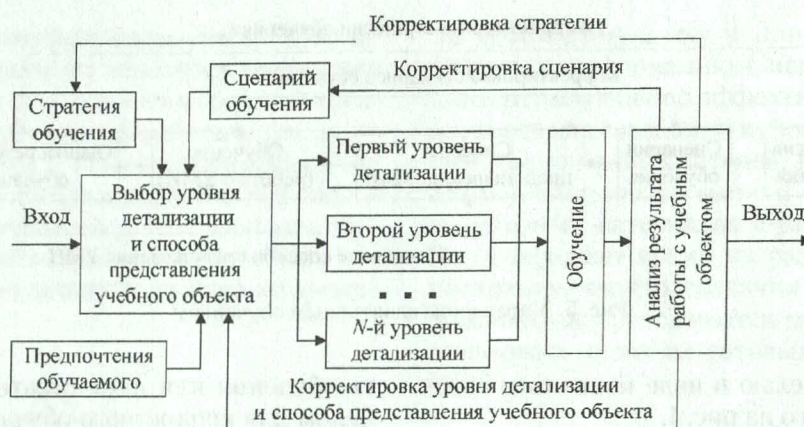 Корректировка стратегии
Сценарий
обучения
Корректировка сценария
Стратегия
обучения
Вход
Выбор уровня
детализации
и способа
представления
учебного объекта
Первый уровень
детализации
Второй уровень
детализации
N-й уровень
детализации
Обучение
Анализ результата
работы с учебным
объектом
Выход
Предпочтения
обучаемого
Корректировка уровня детализации
и способа представления учебного объекта